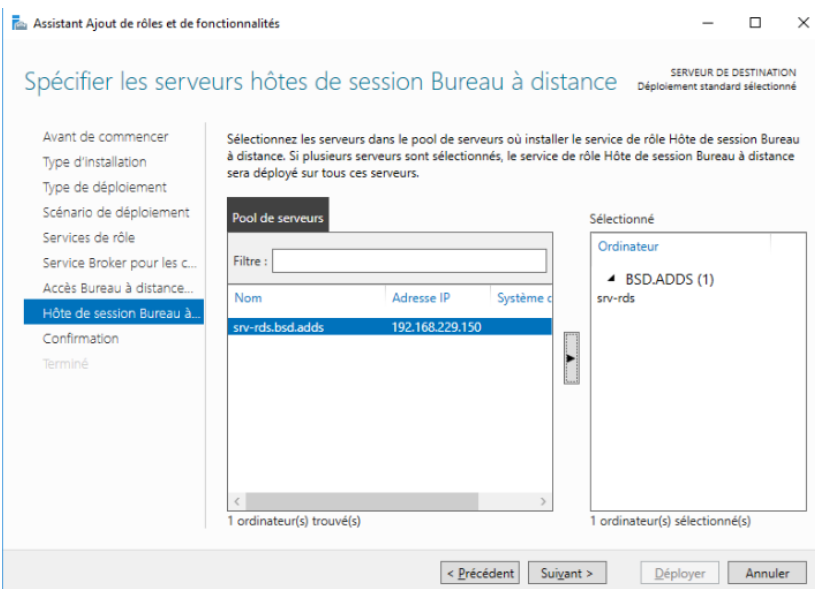 Assistant Ajout de rôles et de fonctionnalités
Spécifier les serveurs hôtes de session Bureau à distance
SERVEUR DE DESTINATION
Déploiement standard sélectionné
Avant de commencer
Type d'installation
Type de déploiement
Scénario de déploiement
Services de rôle
Service Broker pour les c...
Accès Bureau à distance...
Hôte de session Bureau à...
Confirmation
Terminé
Sélectionnez les serveurs dans le pool de serveurs où installer le service de rôle Hôte de session Bureau
à distance. Si plusieurs serveurs sont sélectionnés, le service de rôle Hôte de session Bureau à distance
sera déployé sur tous ces serveurs.
Pool de serveurs
Filtre :
Nom Adresse IP Système d
srv-rds.bsd.adds 192.168.229.150
1 ordinateur(s) trouvé(s)
Sélectionné
Ordinateur
BSD.ADDS (1)
srv-rds
1 ordinateur(s) sélectionné(s)
< Précédent Suivant > Déployer Annuler